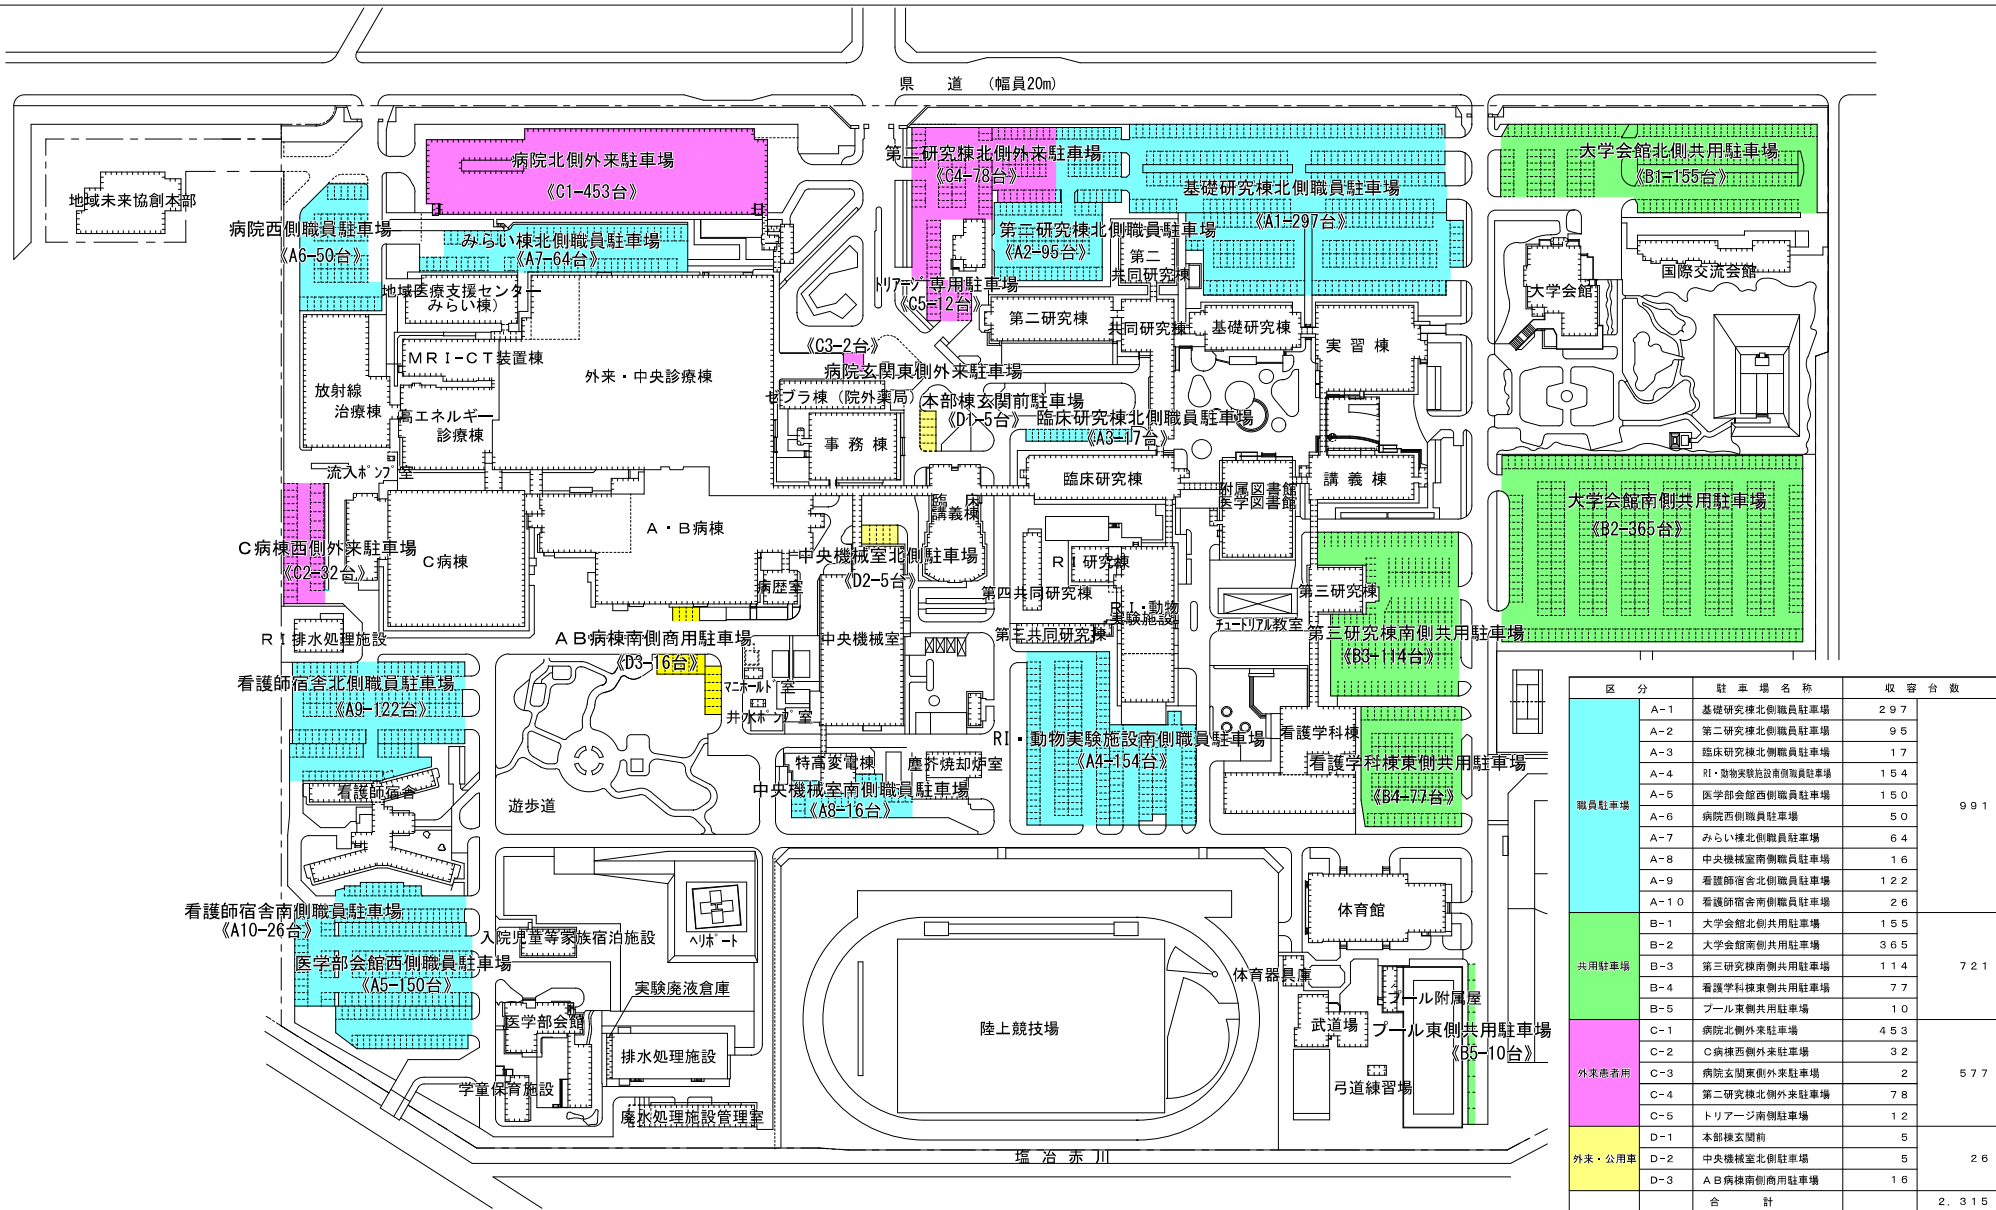 県道 (幅員20m)
病院北側外来駐車場
《C1-453台》
第二研究棟北側外来駐車場
《C4-78台》
基礎研究棟北側職員駐車場
《A1-297台》
大学会館北側共用駐車場
《B1-155台》
地域未来協創本部
病院西側職員駐車場
《A6-50台》
みらい棟北側職員駐車場
《A7-64台》
第二研究棟北側職員駐車場
《A2-95台》
第二
共同研究棟
国際交流会館
大学会館
地域医療支援センター
みらい棟)
トリアージ専用駐車場
《C5-12台》
第二研究棟
共同研究棟
基礎研究棟
実習棟
MRI-CT装置棟
外来・中央診療棟
《C3-2台》
病院玄関東側外来駐車場
放射線
治療棟
高エネルギー
診療棟
ゼブラ棟(院外薬局)
本部棟玄関前駐車場
《D1-5台》
臨床研究棟北側職員駐車場
《A3-17台》
事務棟
流入ポンプ室
臨床研究棟
附属図書館
医学図書館
講義棟
臨床
講義棟
大学会館南側共用駐車場
《B2-365台》
A・B病棟
C病棟西側外来駐車場
《C2-32台》
C病棟
中央機械室北側駐車場
《D2-5台》
病歴室
RI研究棟
第四共同研究棟
RI・動物
実験施設
第三研究棟
チュートリアル教室
RI排水処理施設
AB病棟南側商用駐車場
《D3-16台》
中央機械室
第三共同研究棟
第三研究棟南側共用駐車場
《B3-114台》
看護師宿舎北側職員駐車場
《A9-122台》
マニホールド室
井水ポンプ室
RI・動物実験施設南側職員駐車場
《A4-154台》
看護学科棟
看護学科棟東側共用駐車場
《B4-77台》
特高変電棟
塵芥焼却炉室
中央機械室南側職員駐車場
《A8-16台》
看護師宿舎
遊歩道
看護師宿舎南側職員駐車場
《A10-26台》
医学部会館西側職員駐車場
《A5-150台》
入院児童等家族宿泊施設
ヘリポート
体育館
体育器具庫
実験廃液倉庫
医学部会館
排水処理施設
陸上競技場
武道場
プール附属屋
プール東側共用駐車場
《B5-10台》
学童保育施設
弓道練習場
廃水処理施設管理室
塩冶赤川
区分 駐車場名称 収容台数
職員駐車場 991
A-1 基礎研究棟北側職員駐車場 297
A-2 第二研究棟北側職員駐車場 95
A-3 臨床研究棟北側職員駐車場 17
A-4 RI・動物実験施設南側職員駐車場 154
A-5 医学部会館西側職員駐車場 150
A-6 病院西側職員駐車場 50
A-7 みらい棟北側職員駐車場 64
A-8 中央機械室南側職員駐車場 16
A-9 看護師宿舎北側職員駐車場 122
A-10 看護師宿舎南側職員駐車場 26
共用駐車場 721
B-1 大学会館北側共用駐車場 155
B-2 大学会館南側共用駐車場 365
B-3 第三研究棟南側共用駐車場 114
B-4 看護学科棟東側共用駐車場 77
B-5 プール東側共用駐車場 10
外来患者用 577
C-1 病院北側外来駐車場 453
C-2 C病棟西側外来駐車場 32
C-3 病院玄関東側外来駐車場 2
C-4 第二研究棟北側外来駐車場 78
C-5 トリアージ南側駐車場 12
外来・公用車 26
D-1 本部棟玄関前 5
D-2 中央機械室北側駐車場 5
D-3 AB病棟南側商用駐車場 16
合計 2,315